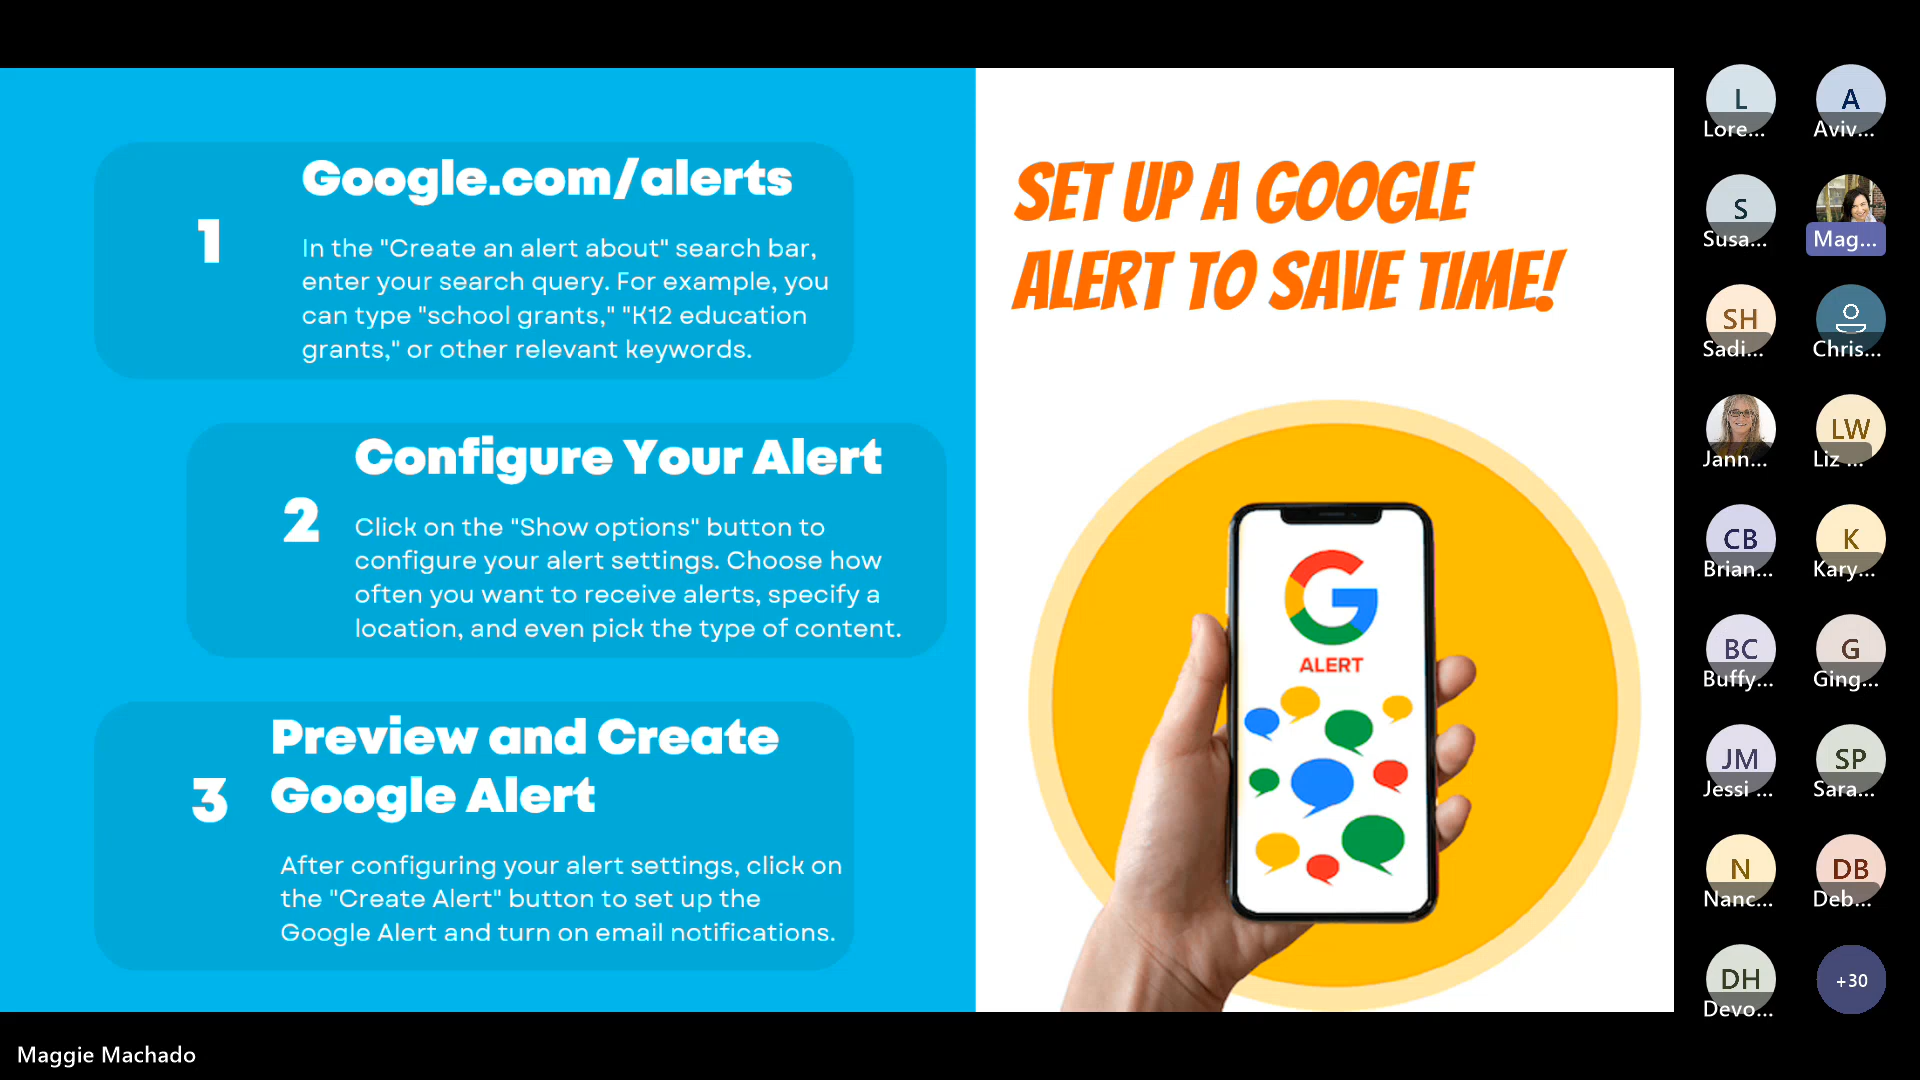 Google.com/alerts
1
In the "Create an alert about" search bar,
enter your search query. For example, you
can type "school grants," "K12 education
grants," or other relevant keywords.
Configure Your Alert
2
Click on the "Show options" button to
configure your alert settings. Choose how
often you want to receive alerts, specify a
location, and even pick the type of content.
Preview and Create
Google Alert
3
After configuring your alert settings, click on
the "Create Alert" button to set up the
Google Alert and turn on email notifications.
SET UP A GOOGLE
ALERT TO SAVE TIME!
G
ALERT
L
Lore...
A
Aviv...
S
Susa...
Mag...
SH
Sadi...
Chris...
Jann...
LW
Liz ...
CB
Brian...
K
Kary...
BC
Buffy...
G
Ging...
JM
Jessi ...
SP
Sara...
N
Nanc...
DB
Deb...
DH
Devo...
+30
Maggie Machado